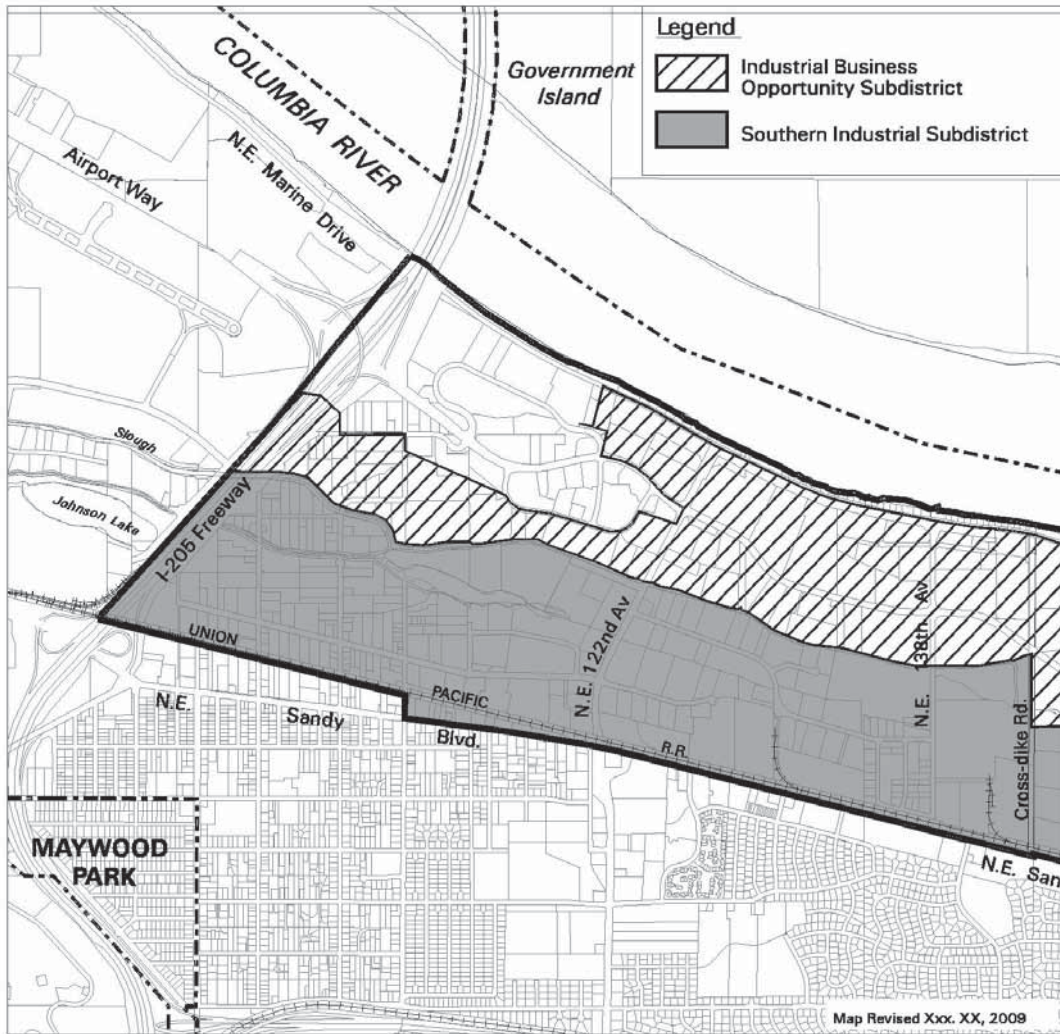 Legend
Industrial Business
Opportunity Subdistrict
Southern Industrial Subdistrict
COLUMBIA RIVER
Government
Island
Airport Way
N.E. Marine Drive
Slough
Johnson Lake
I-205 Freeway
UNION
PACIFIC
R.R.
N.E. 122nd Av
N.E. 138th Av
Cross-dike Rd.
N.E.
Sandy
Blvd.
N.E. San
MAYWOOD
PARK
Map Revised Xxx. XX, 2009